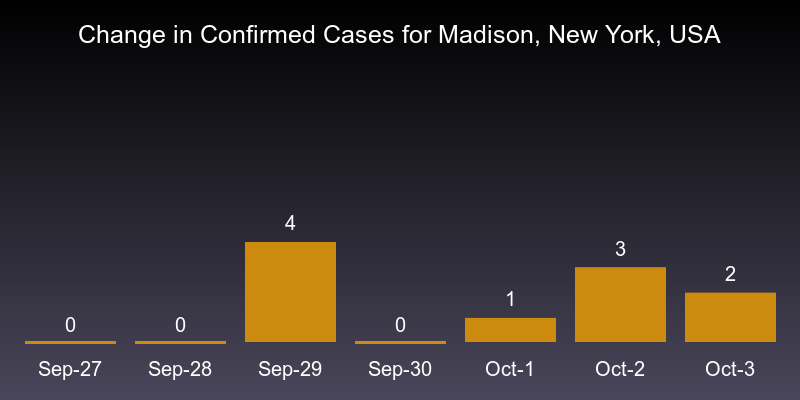 Change in Confirmed Cases for Madison, New York, USA
4
3
2
1
0
0
0
Sep-27
Sep-28
Sep-29
Sep-30
Oct-1
Oct-2
Oct-3